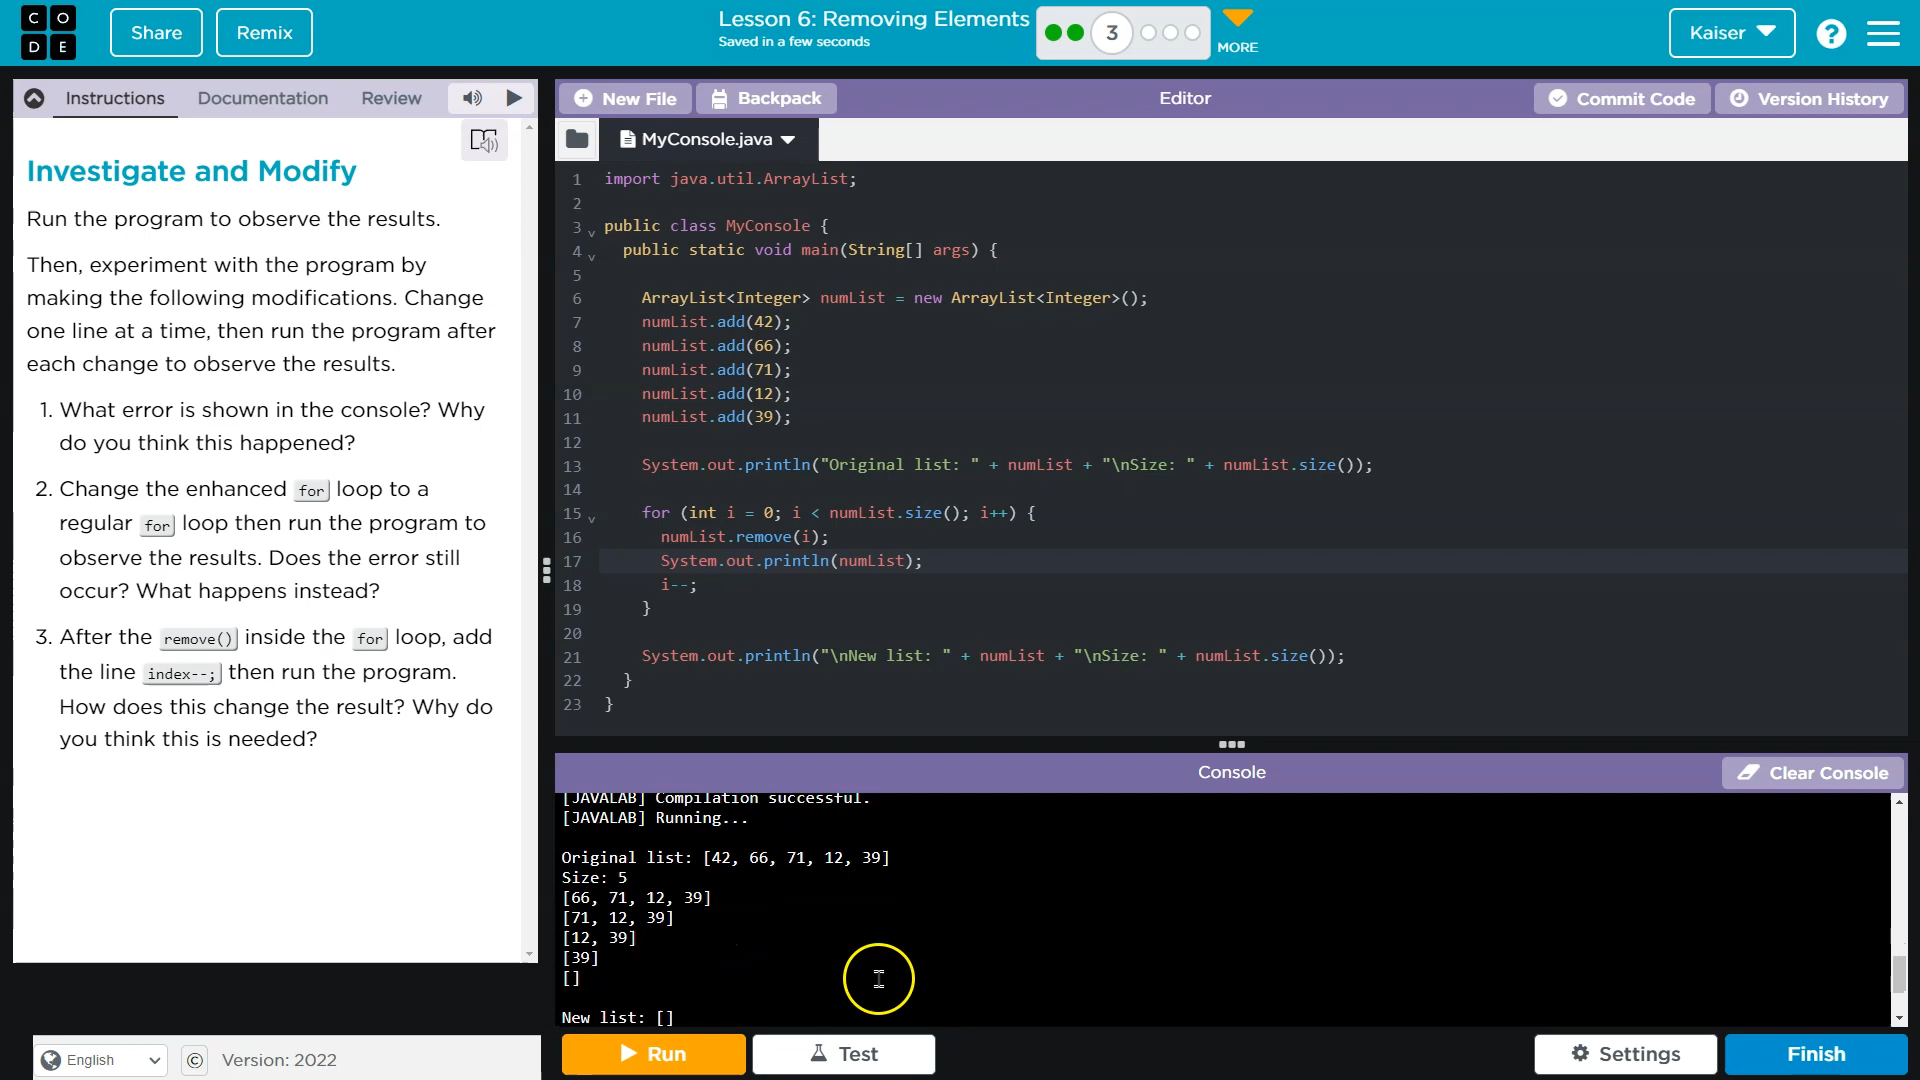 C O
D E
Share
Remix
Lesson 6: Removing Elements
Saved in a few seconds
3
MORE
Kaiser
?
Instructions
Documentation
Review
Investigate and Modify
Run the program to observe the results.
Then, experiment with the program by
making the following modifications. Change
one line at a time, then run the program after
each change to observe the results.
1. What error is shown in the console? Why
do you think this happened?
2. Change the enhanced for loop to a
regular for loop then run the program to
observe the results. Does the error still
occur? What happens instead?
3. After the remove() inside the for loop, add
the line index--; then run the program.
How does this change the result? Why do
you think this is needed?
English
©
Version: 2022
New File
Backpack
Editor
Commit Code
Version History
MyConsole.java
1 import java.util.ArrayList;
2
3 public class MyConsole {
4 public static void main(String[] args) {
5
6 ArrayList<Integer> numList = new ArrayList<Integer>();
7 numList.add(42);
8 numList.add(66);
9 numList.add(71);
10 numList.add(12);
11 numList.add(39);
12
13 System.out.println("Original list: " + numList + "\nSize: " + numList.size());
14
15 for (int i = 0; i < numList.size(); i++) {
16 numList.remove(i);
17 System.out.println(numList);
18 i--;
19 }
20
21 System.out.println("\nNew list: " + numList + "\nSize: " + numList.size());
22 }
23 }
Console
Clear Console
[JAVALAB] Compilation successful.
[JAVALAB] Running...
Original list: [42, 66, 71, 12, 39]
Size: 5
[66, 71, 12, 39]
[71, 12, 39]
[12, 39]
[39]
[]
New list: []
Run
Test
Settings
Finish